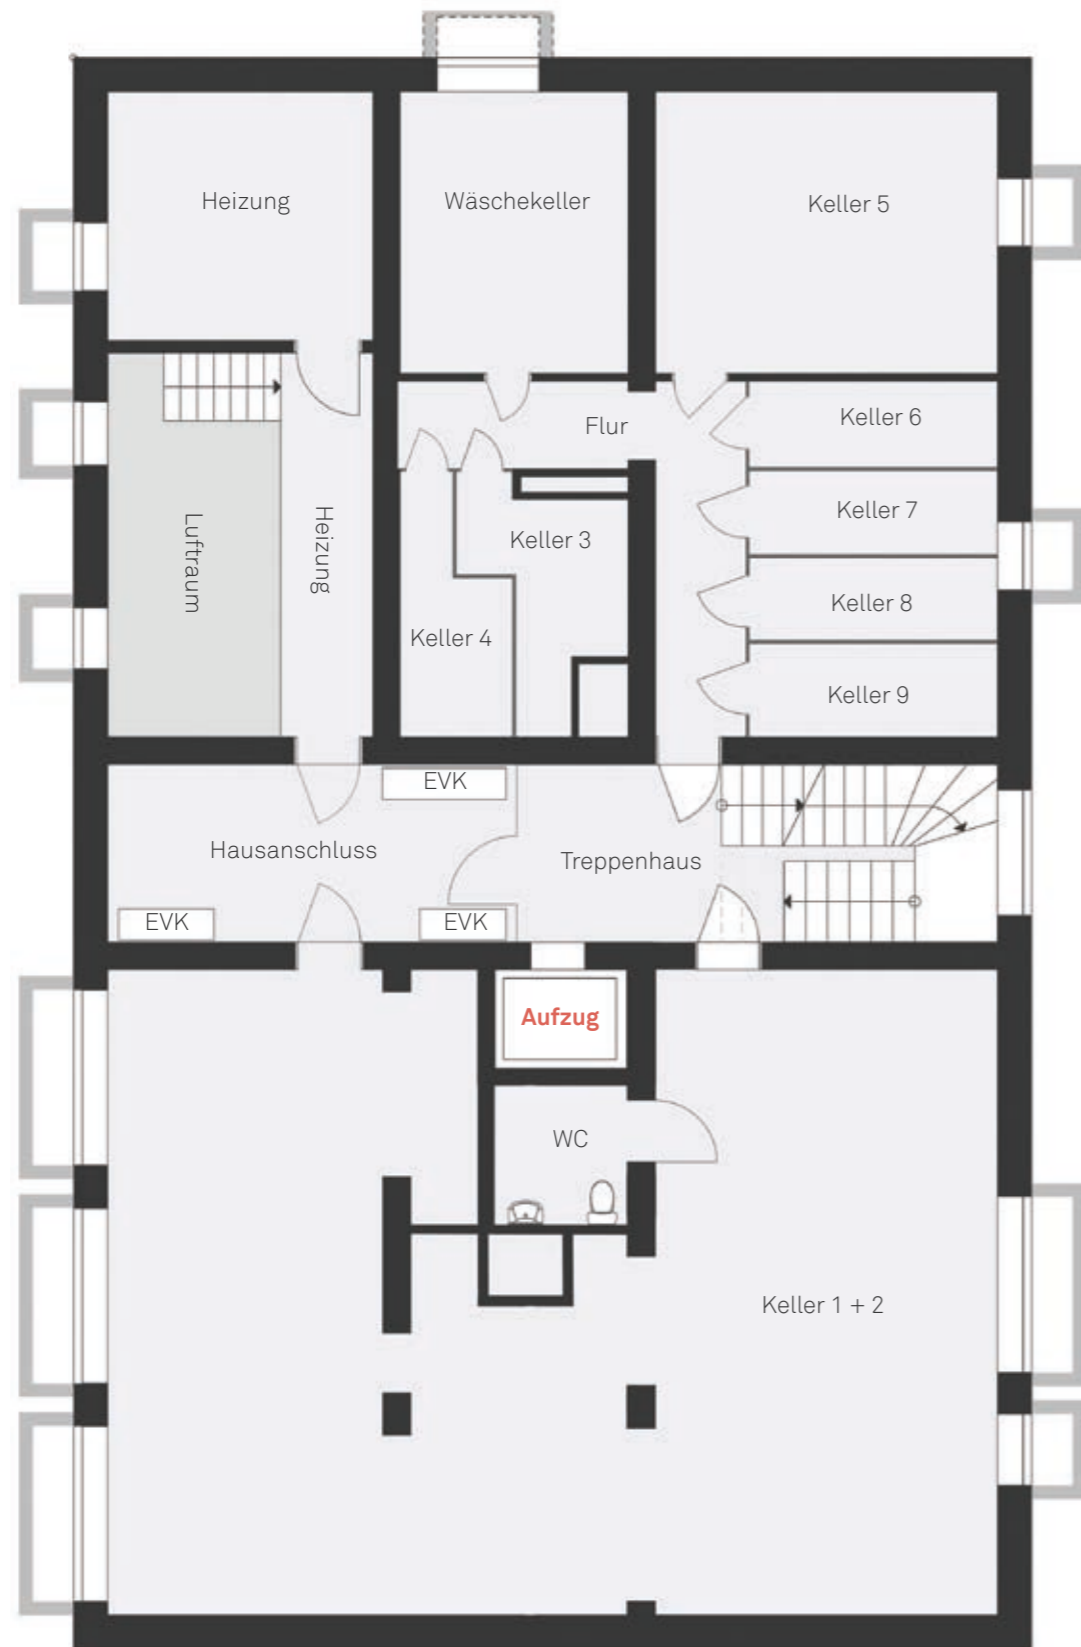 Heizung
Wäschekeller
Keller 5
Flur
Keller 6
Keller 7
Luftraum
Heizung
Keller 3
Keller 8
Keller 4
Keller 9
EVK
Hausanschluss
Treppenhaus
EVK
EVK
Aufzug
WC
Keller 1 + 2